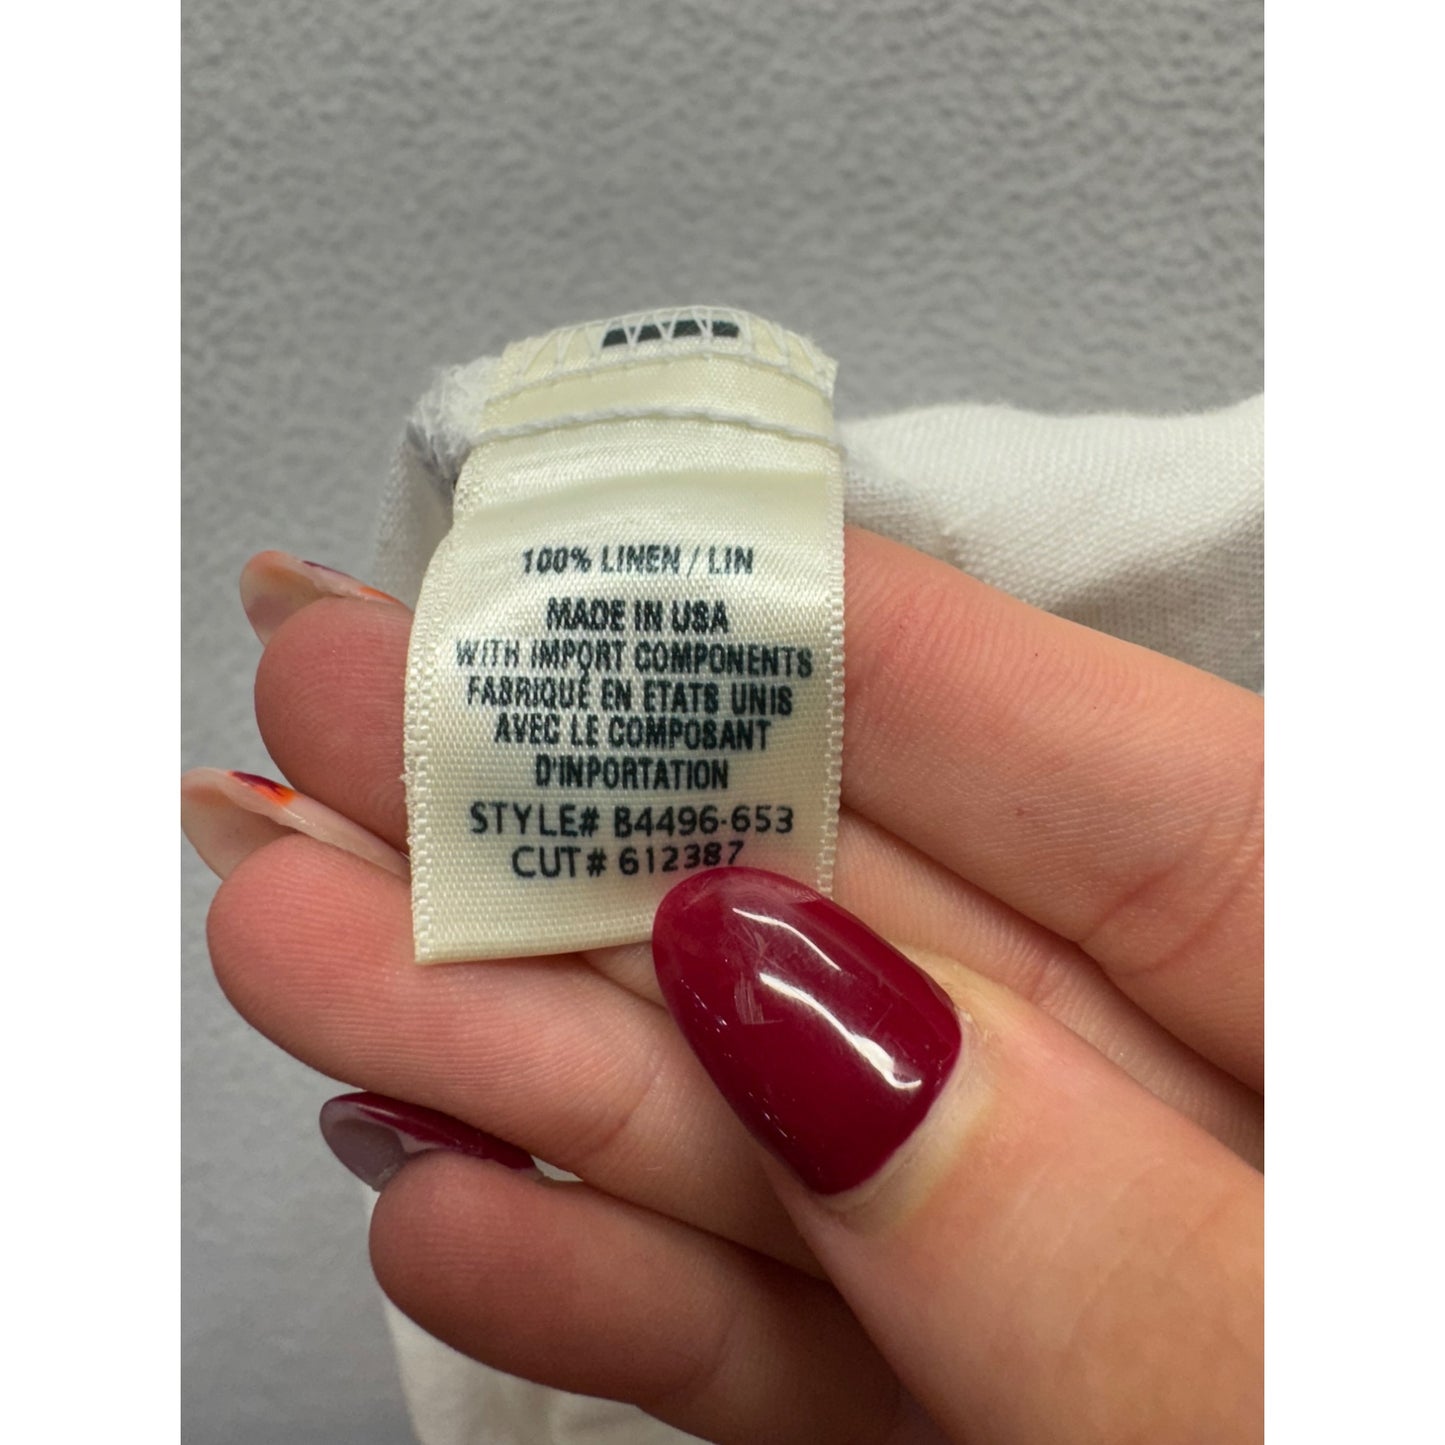 100% LINEN / LIN
MADE IN USA
WITH IMPORT COMPONENTS
FABRIQUÉ EN ETATS UNIS
AVEC LE COMPOSANT
D'INPORTATION
STYLE# B4496-653
CUT# 612387